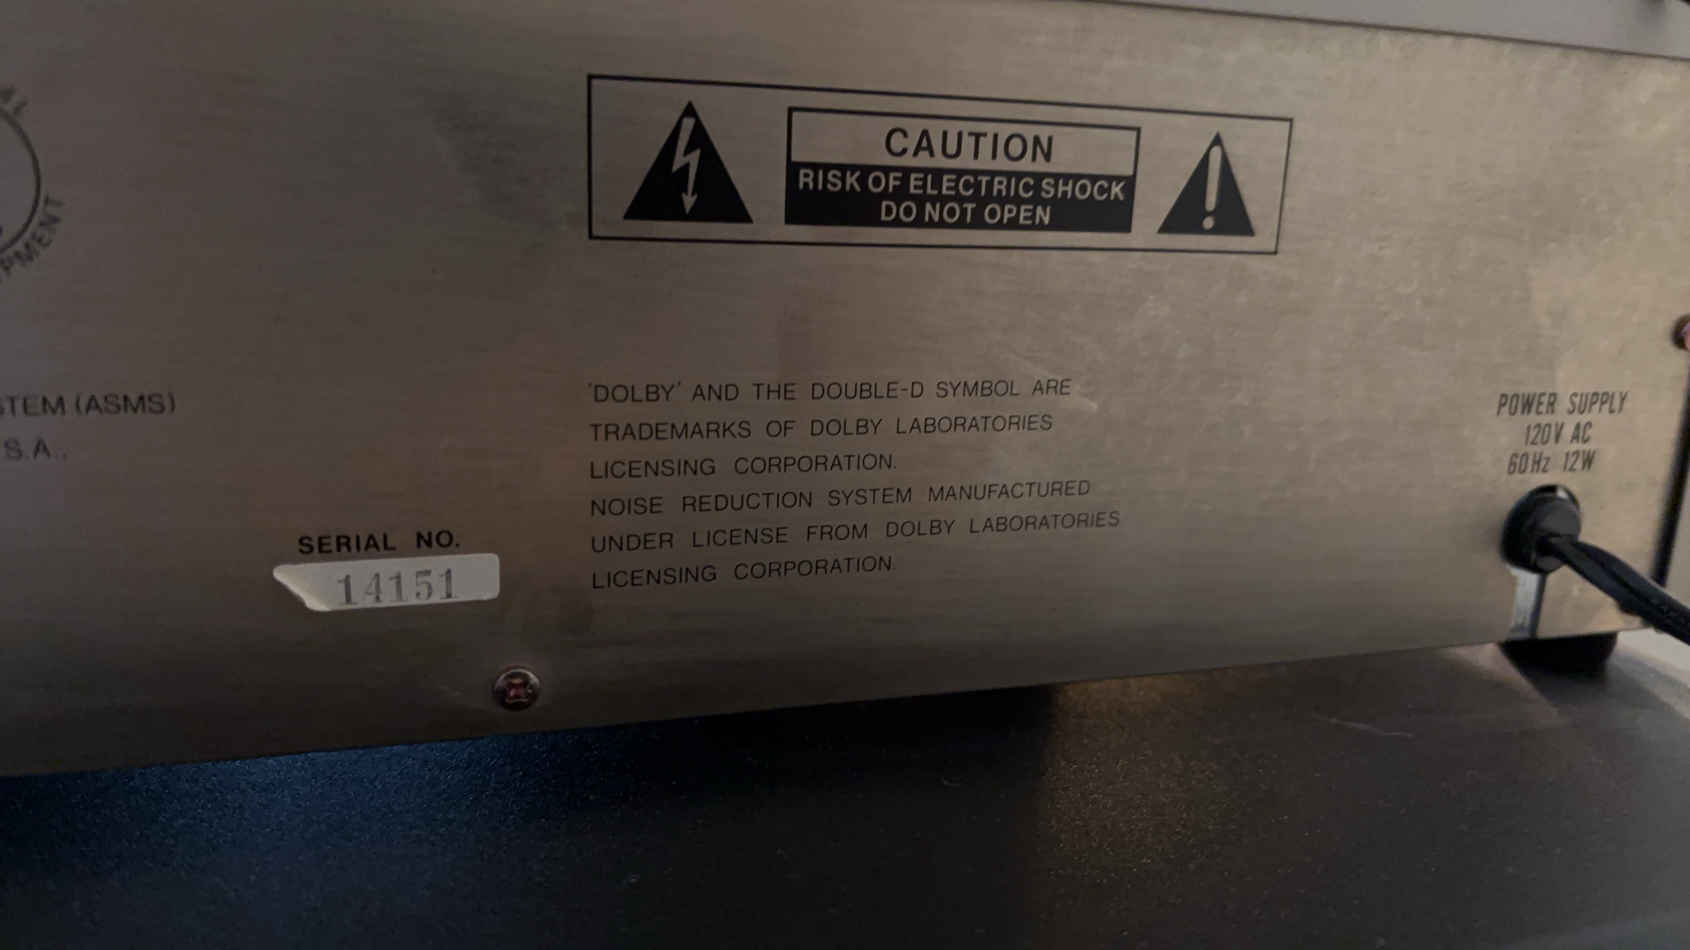 CAUTION
RISK OF ELECTRIC SHOCK
DO NOT OPEN
'DOLBY' AND THE DOUBLE-D SYMBOL ARE
TRADEMARKS OF DOLBY LABORATORIES
LICENSING CORPORATION.
NOISE REDUCTION SYSTEM MANUFACTURED
UNDER LICENSE FROM DOLBY LABORATORIES
LICENSING CORPORATION.
POWER SUPPLY
120V AC
60Hz 12W
(ASMS)
S.A.,
SERIAL NO.
14151